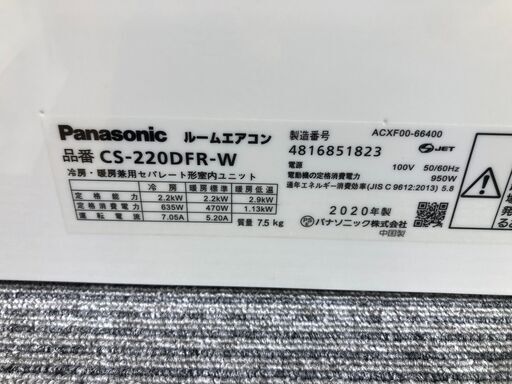 Panasonic ルームエアコン
品番 CS-220DFR-W
冷房・暖房兼用セパレート形室内ユニット
冷房 暖房標準 暖房低温
定格能力 2.2kW 2.2kW 2.9kW
定格消費電力 635W 470W 1.13kW
運転電流 7.05A 5.20A 質量 7.5 kg
製造番号 ACXF00-66400
4816851823 JET
電源 100V 50/60Hz
電動機の定格消費電力 950W
通年エネルギー消費効率(JIS C 9612:2013) 5.8
2020年製
パナソニック株式会社
中国製